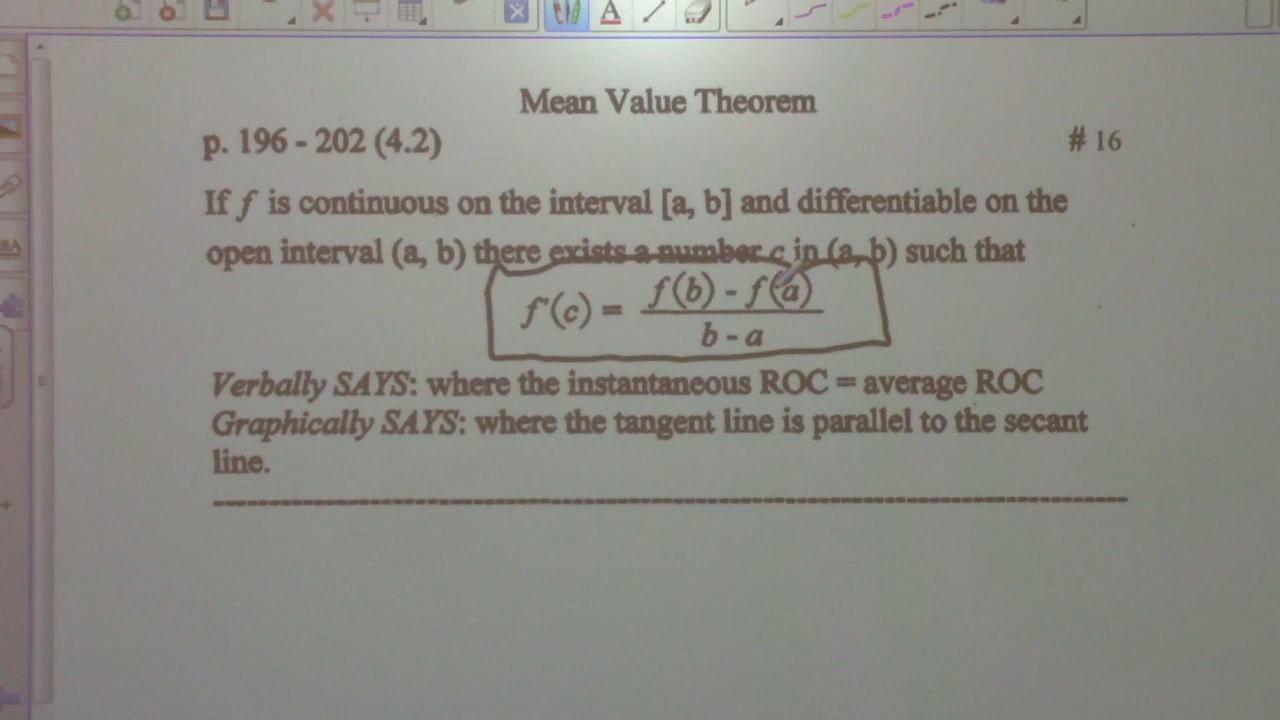 Mean Value Theorem
p. 196 - 202 (4.2) # 16
If f is continuous on the interval [a, b] and differentiable on the
open interval (a, b) there exists a number c in (a, b) such that
f'(c) = f(b) - f(a)
b - a
Verbally SAYS: where the instantaneous ROC = average ROC
Graphically SAYS: where the tangent line is parallel to the secant
line.